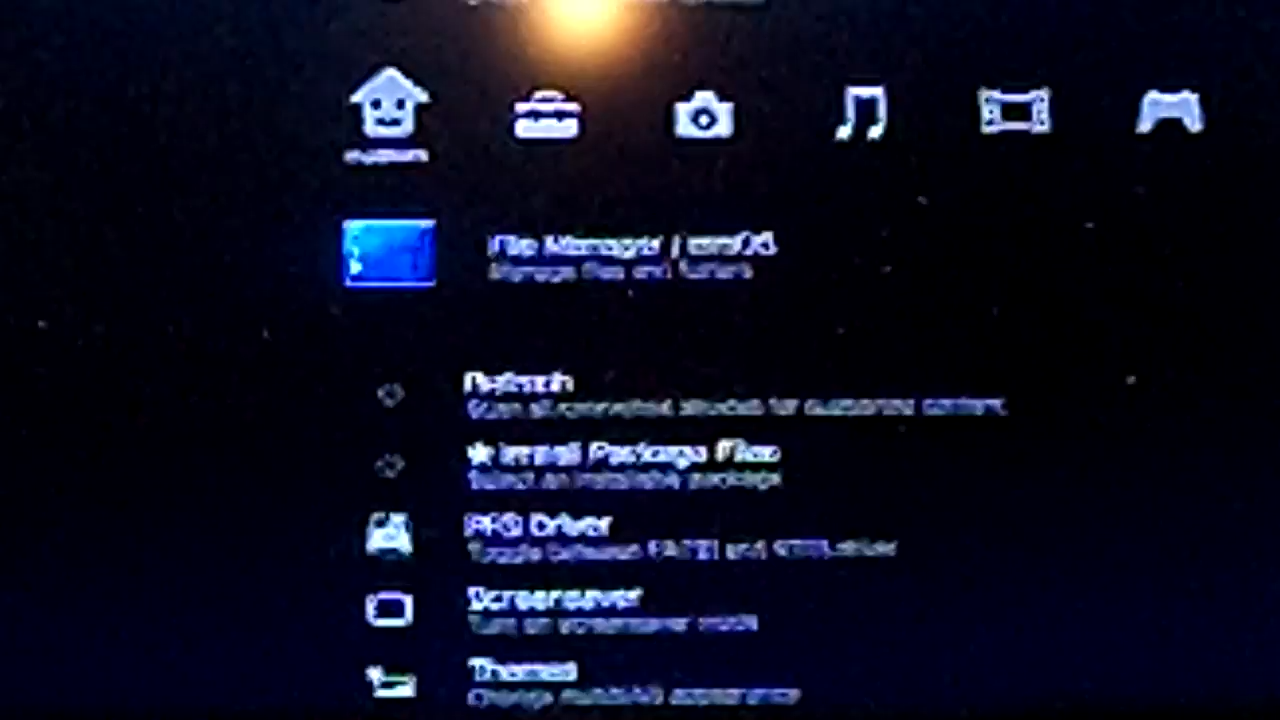 multiMAN
File Manager / mmOS
Manage files and folders
Refresh
Scan all connected devices for supported content
★ Install Package Files
Select an installable package
PFS Driver
Toggle between FAT32 and NTFS driver
Screensaver
Turn on screensaver mode
Themes
Change multiMAN appearance